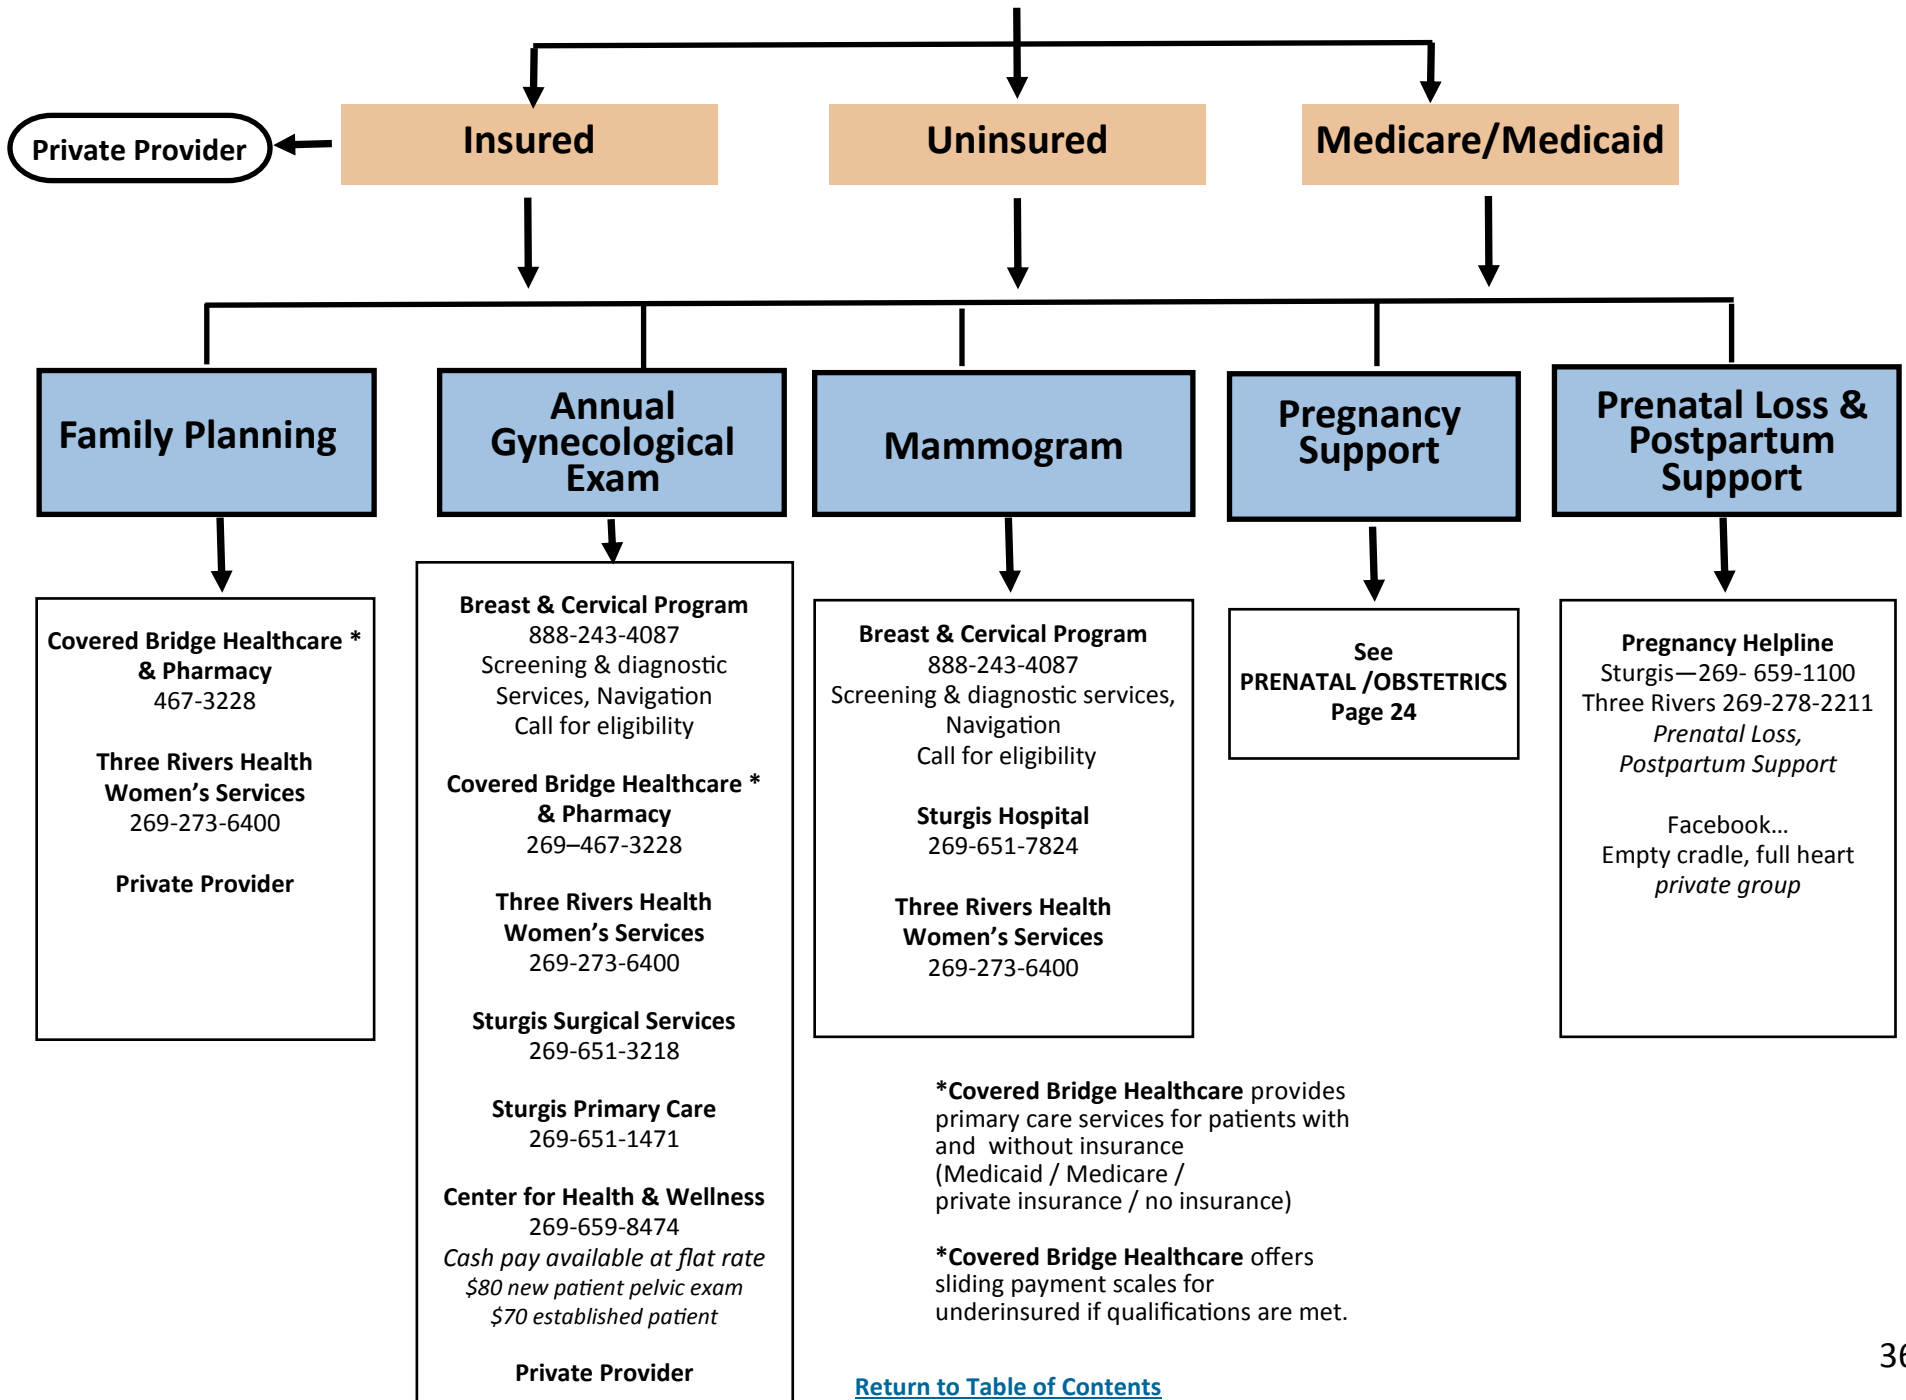 Private Provider
Insured
Uninsured
Medicare/Medicaid
Family Planning
Annual
Gynecological
Exam
Mammogram
Pregnancy
Support
Prenatal Loss &
Postpartum
Support
Covered Bridge Healthcare *
& Pharmacy
467-3228
Three Rivers Health
Women’s Services
269-273-6400
Private Provider
Breast & Cervical Program
888-243-4087
Screening & diagnostic
Services, Navigation
Call for eligibility
Covered Bridge Healthcare *
& Pharmacy
269–467-3228
Three Rivers Health
Women’s Services
269-273-6400
Sturgis Surgical Services
269-651-3218
Sturgis Primary Care
269-651-1471
Center for Health & Wellness
269-659-8474
Cash pay available at flat rate
$80 new patient pelvic exam
$70 established patient
Private Provider
Breast & Cervical Program
888-243-4087
Screening & diagnostic services,
Navigation
Call for eligibility
Sturgis Hospital
269-651-7824
Three Rivers Health
Women’s Services
269-273-6400
See
PRENATAL /OBSTETRICS
Page 24
Pregnancy Helpline
Sturgis—269- 659-1100
Three Rivers 269-278-2211
Prenatal Loss,
Postpartum Support
Facebook…
Empty cradle, full heart
private group
*Covered Bridge Healthcare provides
primary care services for patients with
and  without insurance
(Medicaid / Medicare /
private insurance / no insurance)
*Covered Bridge Healthcare offers
sliding payment scales for
underinsured if qualifications are met.
Return to Table of Contents
36